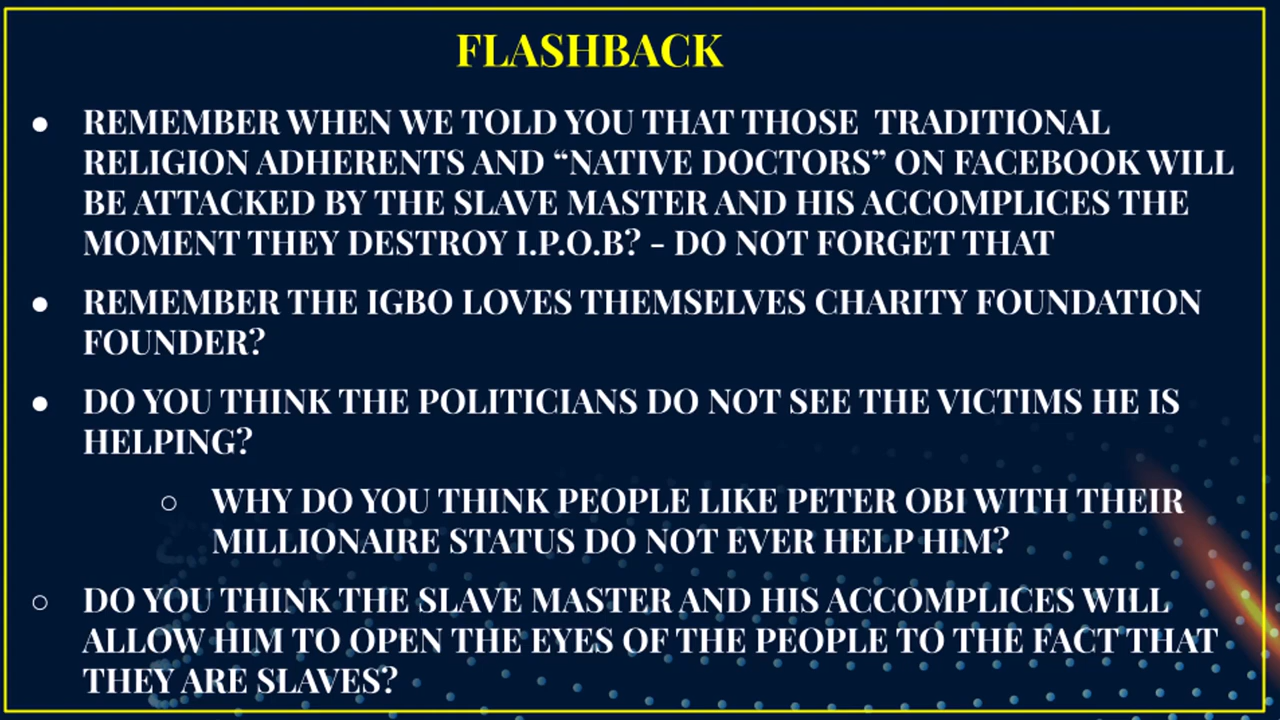 FLASHBACK
● REMEMBER WHEN WE TOLD YOU THAT THOSE TRADITIONAL
RELIGION ADHERENTS AND “NATIVE DOCTORS” ON FACEBOOK WILL
BE ATTACKED BY THE SLAVE MASTER AND HIS ACCOMPLICES THE
MOMENT THEY DESTROY I.P.O.B? - DO NOT FORGET THAT
● REMEMBER THE IGBO LOVES THEMSELVES CHARITY FOUNDATION
FOUNDER?
● DO YOU THINK THE POLITICIANS DO NOT SEE THE VICTIMS HE IS
HELPING?
○ WHY DO YOU THINK PEOPLE LIKE PETER OBI WITH THEIR
MILLIONAIRE STATUS DO NOT EVER HELP HIM?
○ DO YOU THINK THE SLAVE MASTER AND HIS ACCOMPLICES WILL
ALLOW HIM TO OPEN THE EYES OF THE PEOPLE TO THE FACT THAT
THEY ARE SLAVES?